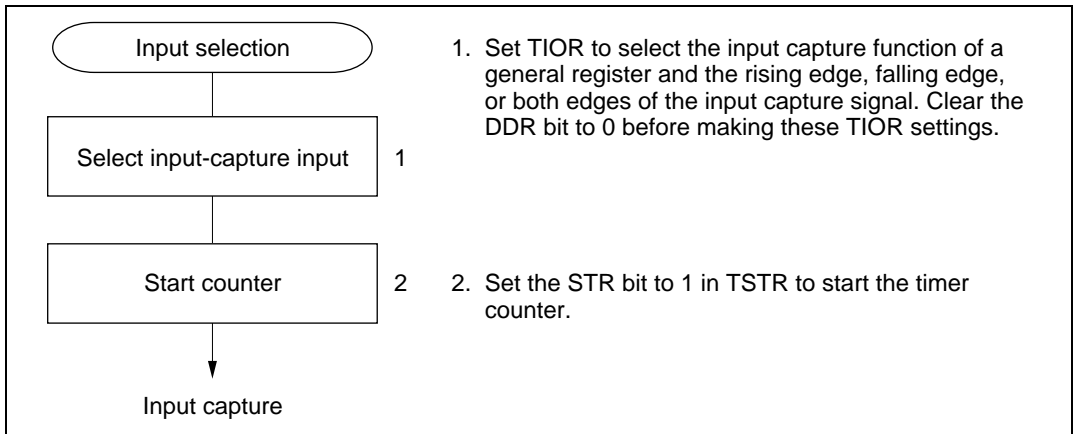 Input selection
1. Set TIOR to select the input capture function of a
general register and the rising edge, falling edge,
or both edges of the input capture signal. Clear the
DDR bit to 0 before making these TIOR settings.
Select input-capture input 1
Start counter 2
2. Set the STR bit to 1 in TSTR to start the timer
counter.
Input capture